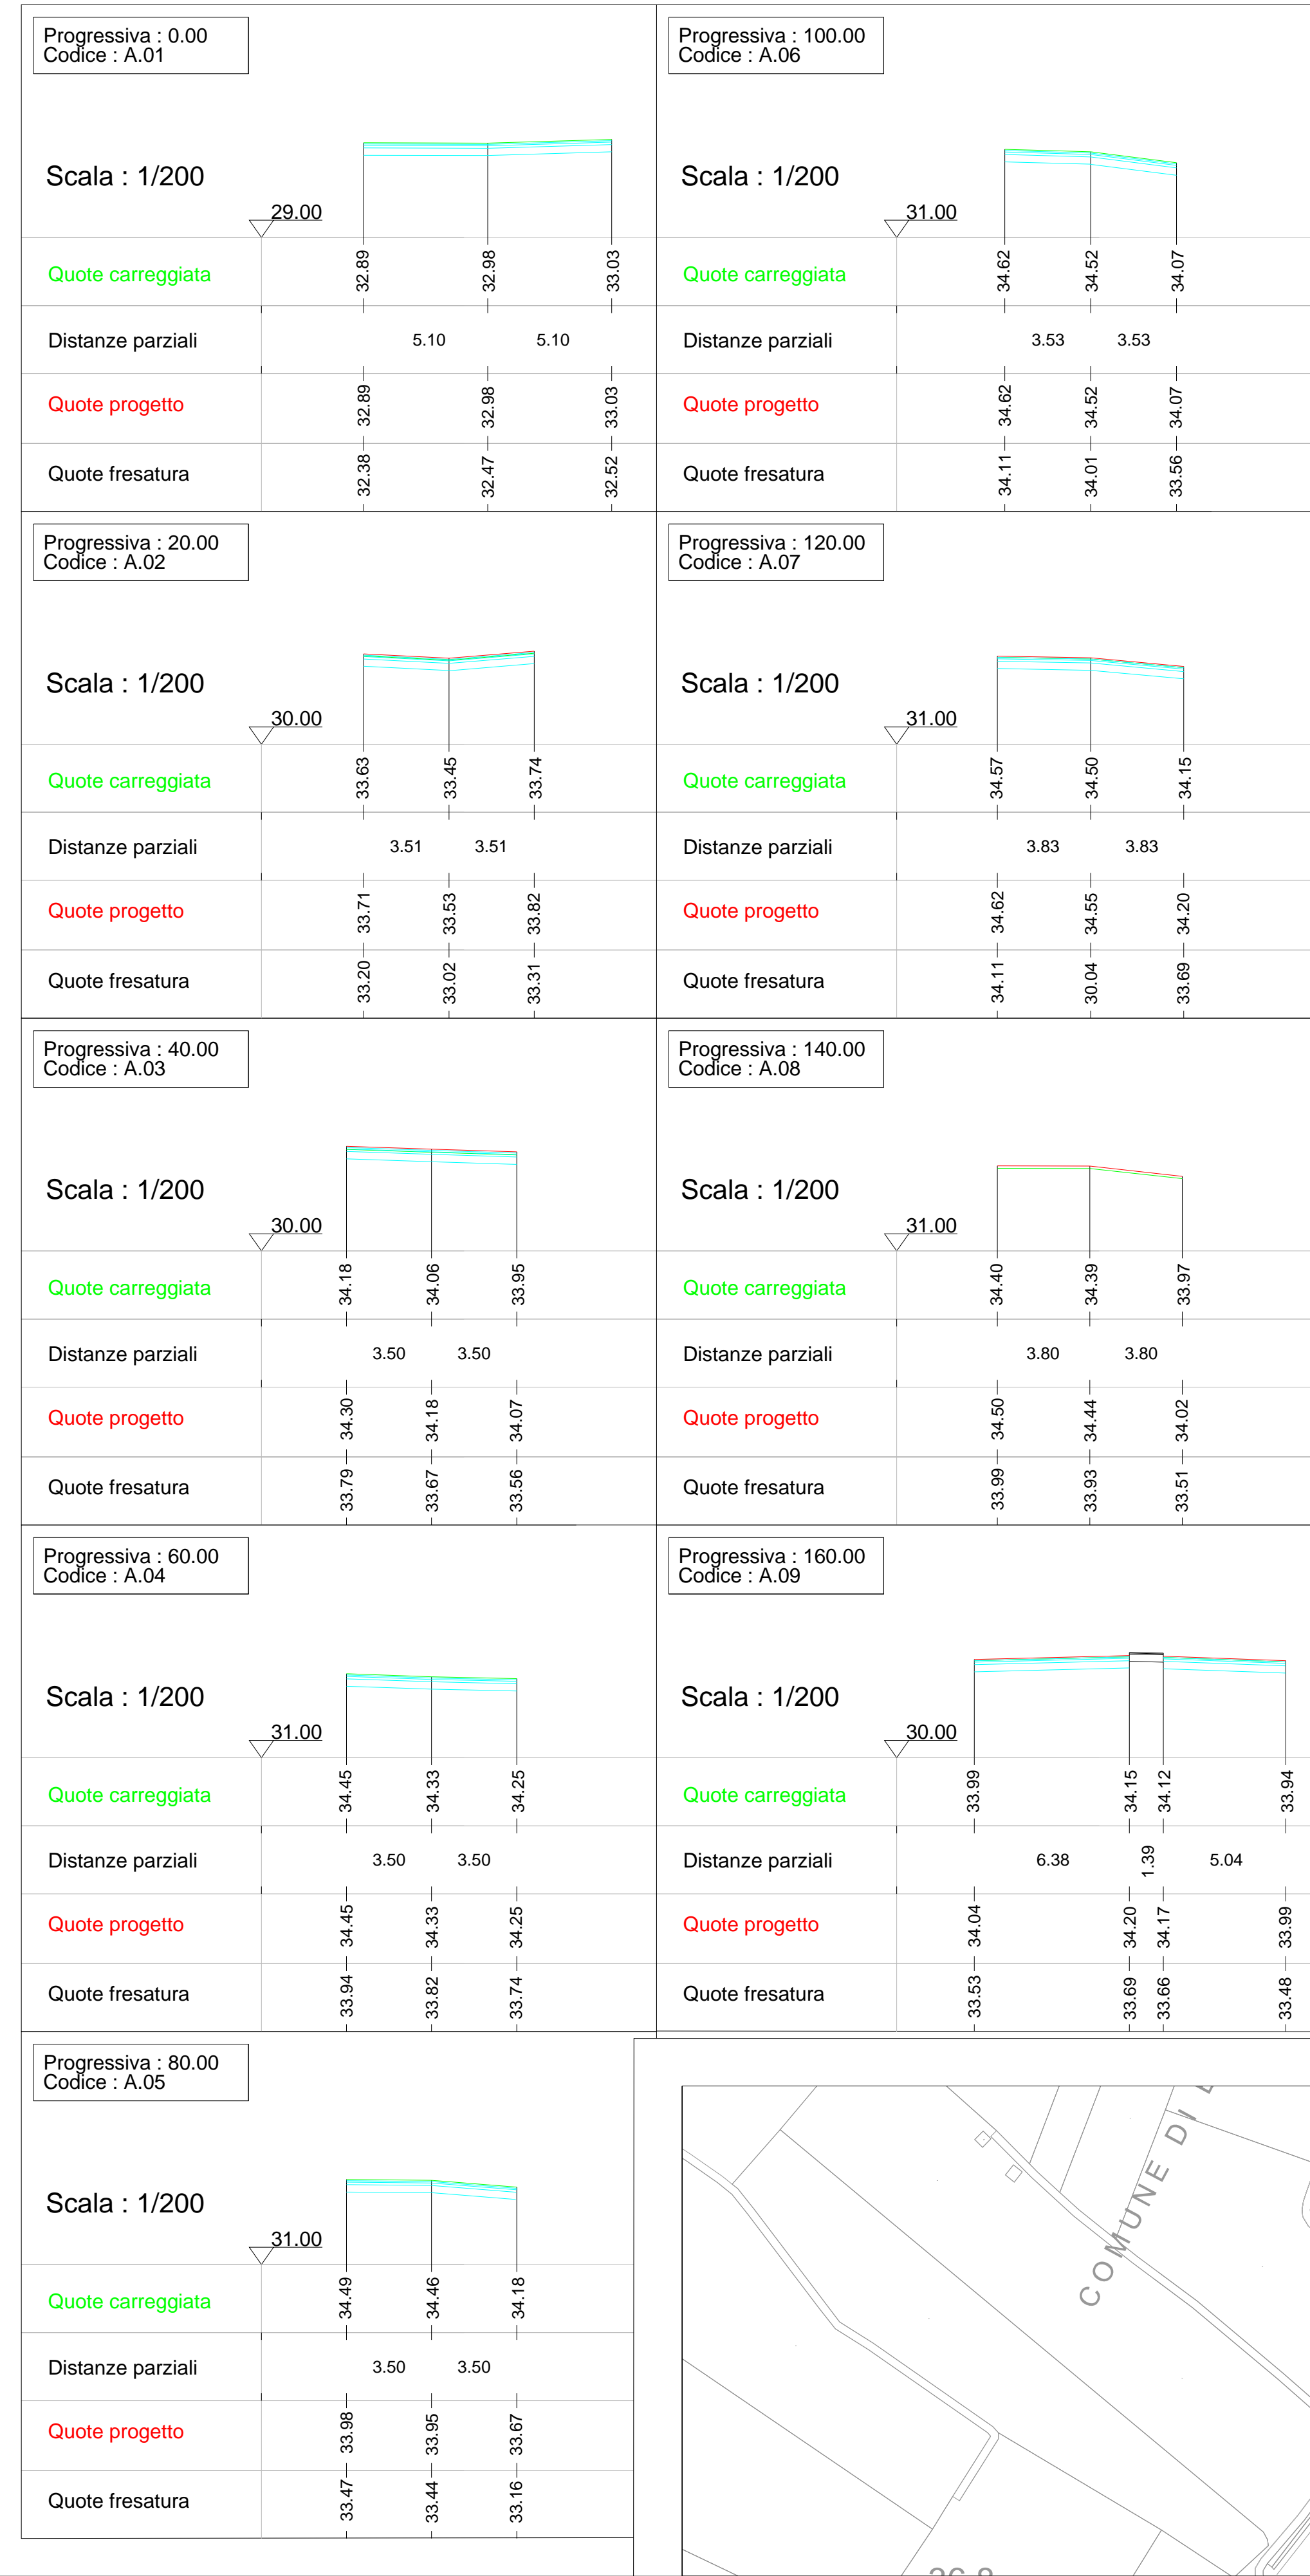 Progressiva : 0.00
Codice : A.01
Scala : 1/200
29.00
Quote carreggiata 32.89 32.98 33.03
Distanze parziali 5.10 5.10
Quote progetto 32.89 32.98 33.03
Quote fresatura 32.38 32.47 32.52
Progressiva : 20.00
Codice : A.02
Scala : 1/200
30.00
Quote carreggiata 33.63 33.45 33.74
Distanze parziali 3.51 3.51
Quote progetto 33.71 33.53 33.82
Quote fresatura 33.20 33.02 33.31
Progressiva : 40.00
Codice : A.03
Scala : 1/200
30.00
Quote carreggiata 34.18 34.06 33.95
Distanze parziali 3.50 3.50
Quote progetto 34.30 34.18 34.07
Quote fresatura 33.79 33.67 33.56
Progressiva : 60.00
Codice : A.04
Scala : 1/200
31.00
Quote carreggiata 34.45 34.33 34.25
Distanze parziali 3.50 3.50
Quote progetto 34.45 34.33 34.25
Quote fresatura 33.94 33.82 33.74
Progressiva : 80.00
Codice : A.05
Scala : 1/200
31.00
Quote carreggiata 34.49 34.46 34.18
Distanze parziali 3.50 3.50
Quote progetto 33.98 33.95 33.67
Quote fresatura 33.47 33.44 33.16
Progressiva : 100.00
Codice : A.06
Scala : 1/200
31.00
Quote carreggiata 34.62 34.52 34.07
Distanze parziali 3.53 3.53
Quote progetto 34.62 34.52 34.07
Quote fresatura 34.11 34.01 33.56
Progressiva : 120.00
Codice : A.07
Scala : 1/200
31.00
Quote carreggiata 34.57 34.50 34.15
Distanze parziali 3.83 3.83
Quote progetto 34.62 34.55 34.20
Quote fresatura 34.11 30.04 33.69
Progressiva : 140.00
Codice : A.08
Scala : 1/200
31.00
Quote carreggiata 34.40 34.39 33.97
Distanze parziali 3.80 3.80
Quote progetto 34.50 34.44 34.02
Quote fresatura 33.99 33.93 33.51
Progressiva : 160.00
Codice : A.09
Scala : 1/200
30.00
Quote carreggiata 33.99 34.15 34.12 33.94
Distanze parziali 6.38 1.39 5.04
Quote progetto 34.04 34.20 34.17 33.99
Quote fresatura 33.53 33.69 33.66 33.48
COMUNE DI